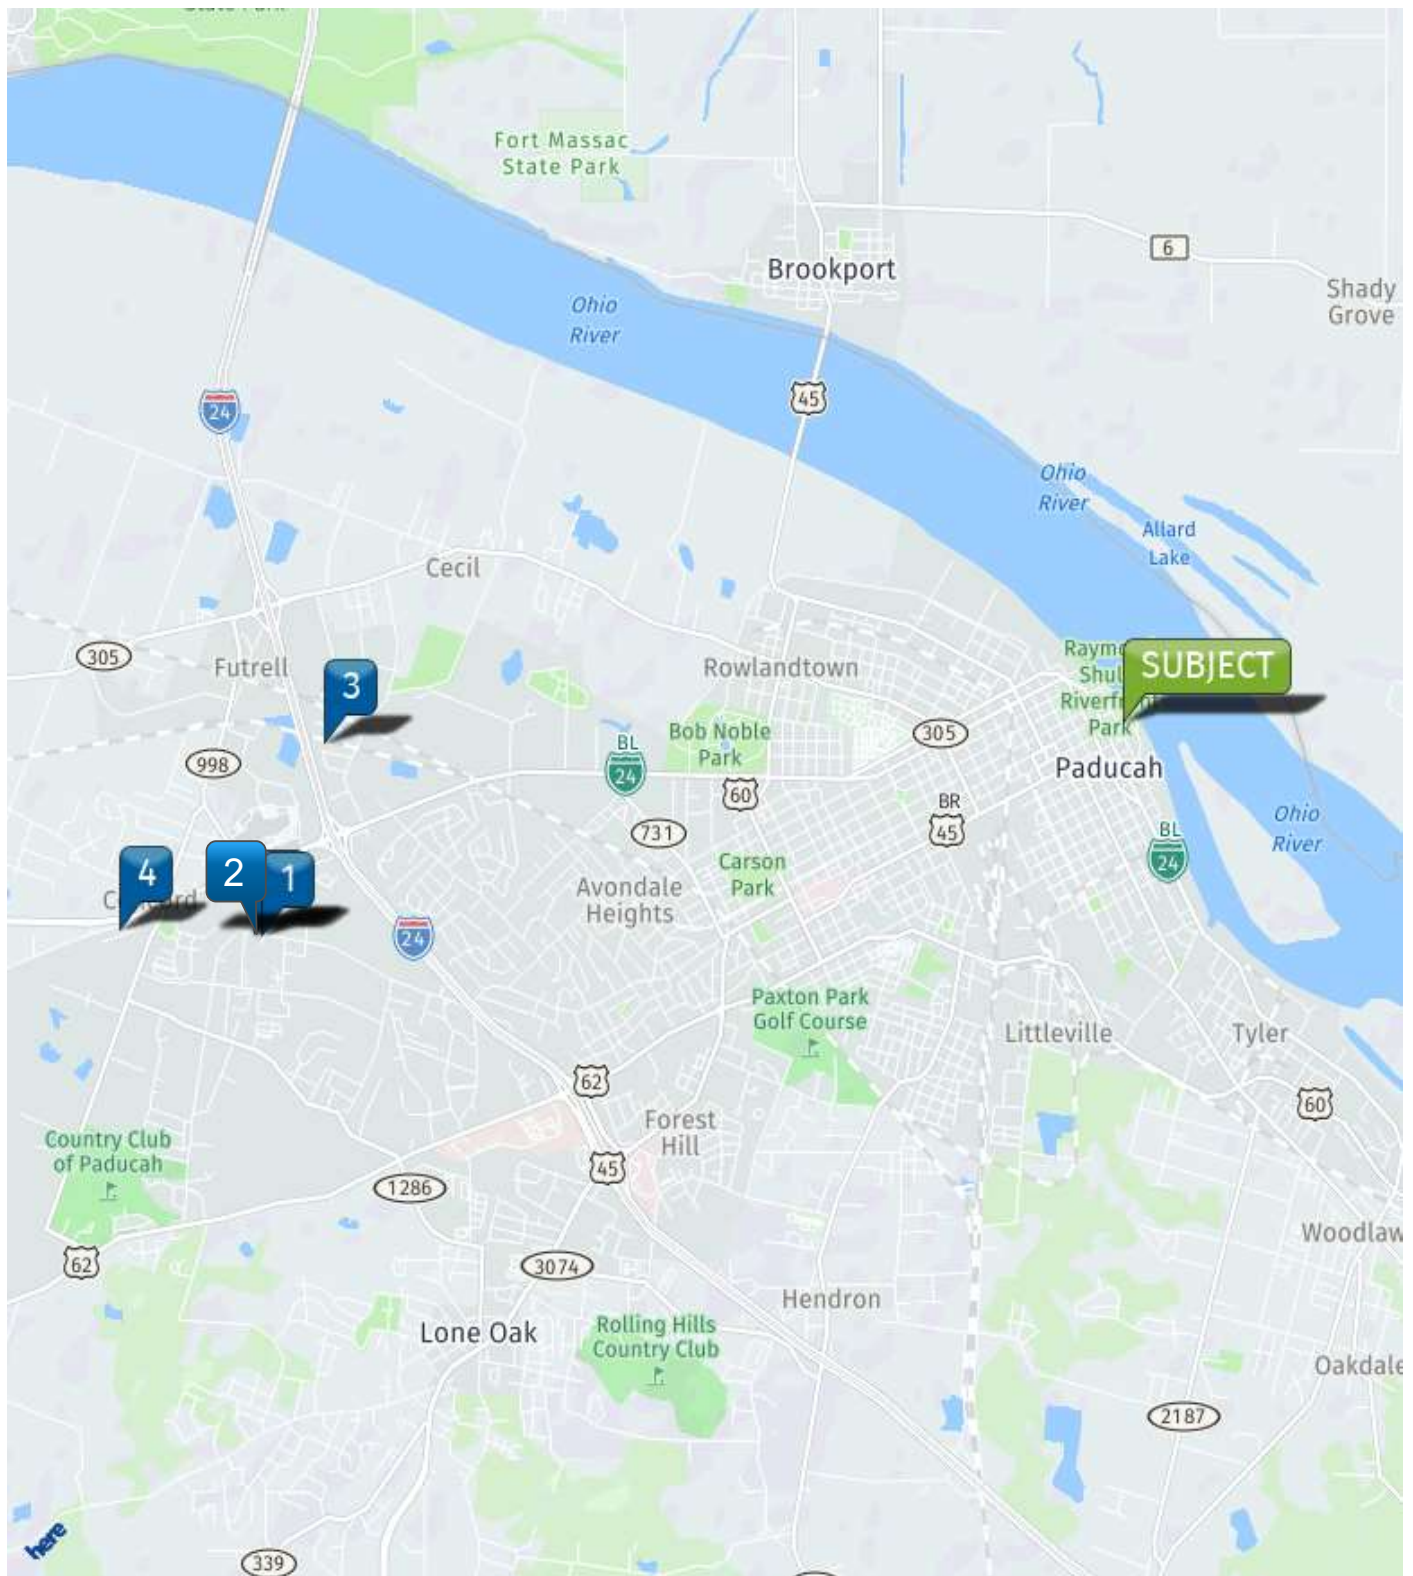 State Park
Fort Massac
State Park
6
Brookport
Shady
Grove
Ohio
River
45
24
Ohio
River
Allard
Lake
Cecil
305
Futrell
3
Rowlandtown
SUBJECT
Riverfront
Park
998
BL
24
Bob Noble
Park
60
305
Paducah
BR
45
731
Ohio
River
BL
24
4
2
1
Avondale
Heights
Carson
Park
24
Paxton Park
Golf Course
Littleville
Tyler
62
60
Country Club
of Paducah
Forest
Hill
45
1286
62
3074
Woodlaw
Hendron
Lone Oak
Rolling Hills
Country Club
Oakdale
2187
here
339